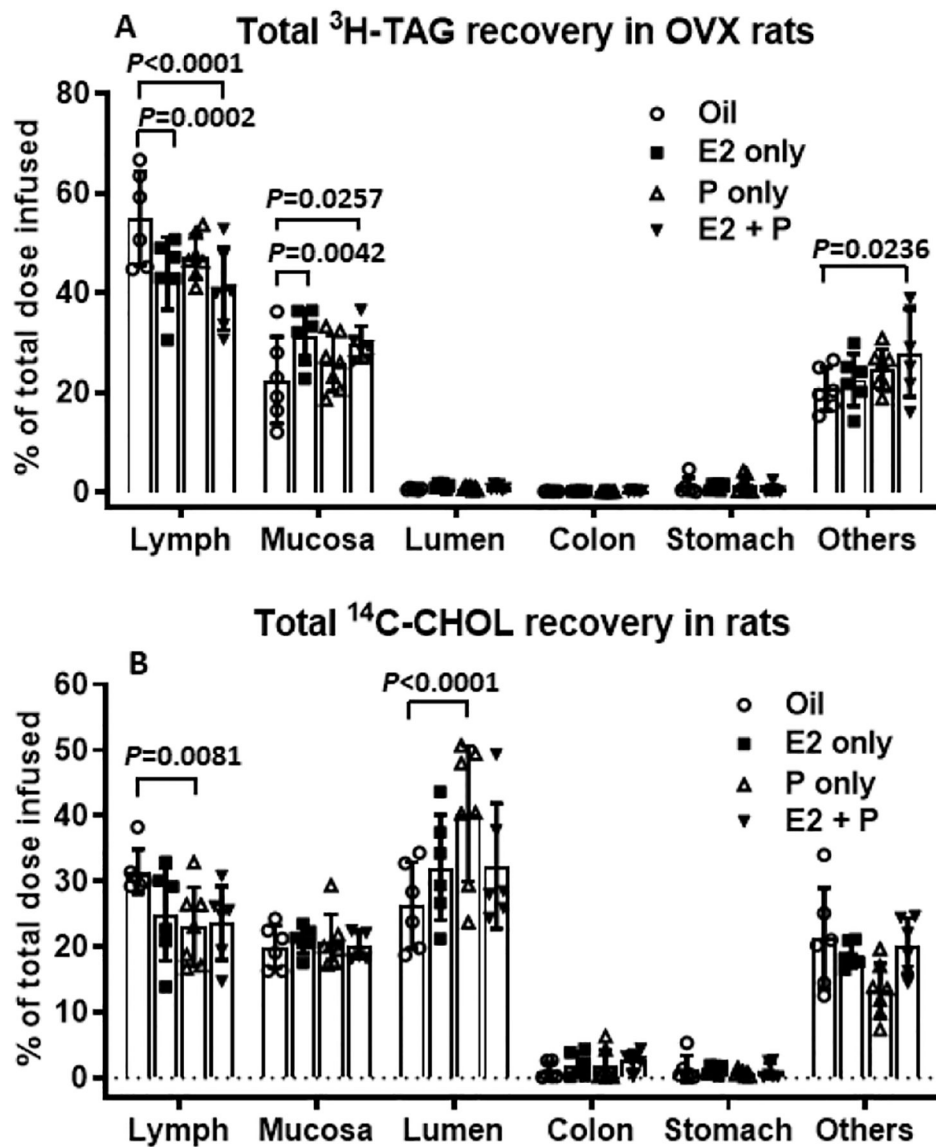 A
Total ³H-TAG recovery in OVX rats
P<0.0001
P=0.0002
P=0.0257
P=0.0042
P=0.0236
Oil
E2 only
P only
E2 + P
% of total dose infused
80
60
40
20
0
Lymph Mucosa Lumen Colon Stomach Others
Total ¹⁴C-CHOL recovery in rats
B
P<0.0001
P=0.0081
Oil
E2 only
P only
E2 + P
% of total dose infused
60
50
40
30
20
10
0
Lymph Mucosa Lumen Colon Stomach Others